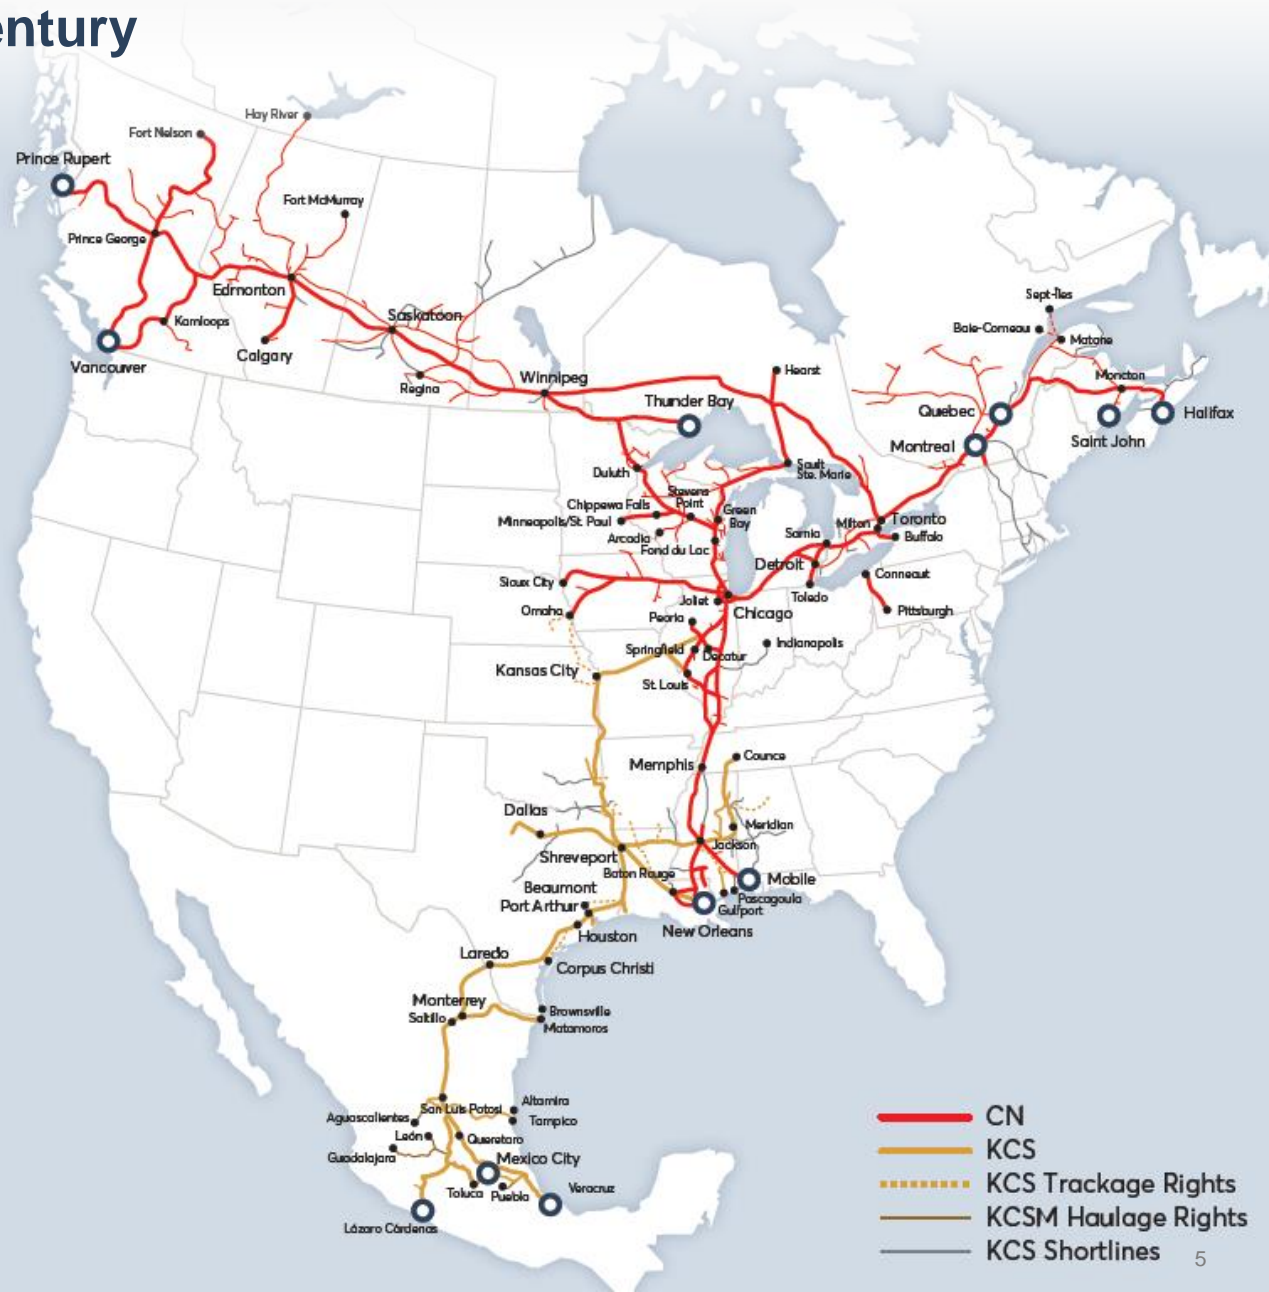 entury
Hay River
Fort Nelson
Prince Rupert
Fort McMurray
Prince George
Edmonton
Sept-Îles
Saskatoon
Kamloops
Baie-Comeau
Matane
Vancouver
Calgary
Regina
Winnipeg
Hearst
Moncton
Thunder Bay
Quebec
Halifax
Saint John
Montreal
Duluth
Sault
Ste. Marie
Stevens
Point
Chippewa Falls
Green
Bay
Minneapolis/St. Paul
Milton
Toronto
Arcadia
Sarnia
Buffalo
Fond du Lac
Detroit
Conneaut
Sioux City
Toledo
Joliet
Omaha
Chicago
Pittsburgh
Peoria
Indianapolis
Springfield
Decatur
Kansas City
St. Louis
Memphis
Counce
Dallas
Meridian
Jackson
Shreveport
Baton Rouge
Mobile
Beaumont
Pascagoula
Port Arthur
Gulfport
Houston
New Orleans
Laredo
Corpus Christi
Monterrey
Brownsville
Saltillo
Matamoros
Altamira
San Luis Potosi
Aguascalientes
Tampico
León
Queretaro
Guadalajara
Mexico City
Toluca
Puebla
Veracruz
Lázaro Cárdenas
CN
KCS
KCS Trackage Rights
KCSM Haulage Rights
KCS Shortlines
5